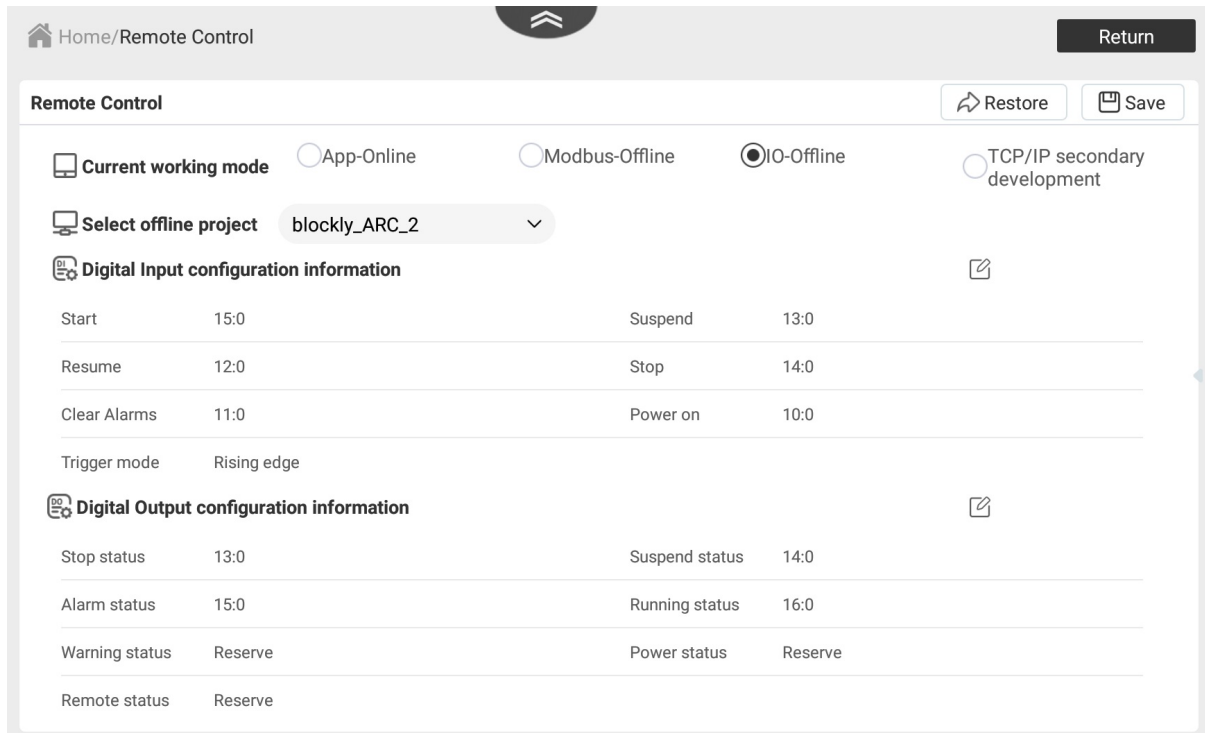 Home/Remote Control
Return
Remote Control
Restore
Save
Current working mode
App-Online
Modbus-Offline
IO-Offline
TCP/IP secondary
development
Select offline project
blockly_ARC_2
DI
Digital Input configuration information
Start 15:0 Suspend 13:0
Resume 12:0 Stop 14:0
Clear Alarms 11:0 Power on 10:0
Trigger mode Rising edge
DO
Digital Output configuration information
Stop status 13:0 Suspend status 14:0
Alarm status 15:0 Running status 16:0
Warning status Reserve Power status Reserve
Remote status Reserve